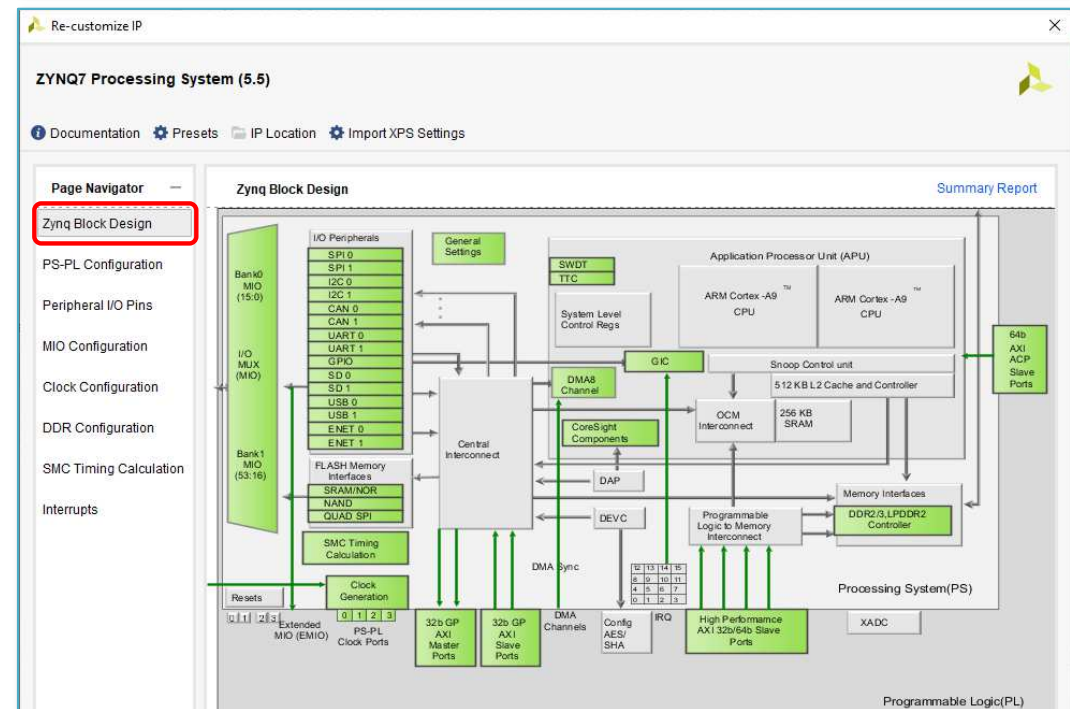 Re-customize IP
ZYNQ7 Processing System (5.5)
Documentation Presets IP Location Import XPS Settings
Page Navigator
Zynq Block Design
PS-PL Configuration
Peripheral I/O Pins
MIO Configuration
Clock Configuration
DDR Configuration
SMC Timing Calculation
Interrupts
Zynq Block Design
Summary Report
Bank0
MIO
(15:0)
I/O
MUX
(MIO)
Bank1
MIO
(53:16)
I/O Peripherals
SPI 0
SPI 1
I2C 0
I2C 1
CAN 0
CAN 1
UART 0
UART 1
GPIO
SD 0
SD 1
USB 0
USB 1
ENET 0
ENET 1
FLASH Memory
Interfaces
SRAM/NOR
NAND
QUAD SPI
SMC Timing
Calculation
General
Settings
Application Processor Unit (APU)
SWDT
TTC
System Level
Control Regs
ARM Cortex -A9 TM
CPU
ARM Cortex -A9 TM
CPU
GIC
Snoop Control unit
512 KB L2 Cache and Controller
DMA8
Channel
OCM
Interconnect
256 KB
SRAM
CoreSight
Components
Central
Interconnect
DAP
DEVC
Programmable
Logic to Memory
Interconnect
Memory Interfaces
DDR2/3,LPDDR2
Controller
64b
AXI
ACP
Slave
Ports
DMA Sync
12 13 14 15
8 9 10 11
4 5 6 7
0 1 2 3
Processing System(PS)
Resets
0 1 2 3
Clock
Generation
0 1 2 3
Extended
MIO (EMIO)
PS-PL
Clock Ports
32b GP
AXI
Master
Ports
32b GP
AXI
Slave
Ports
DMA
Channels
Config
AES/
SHA
IRQ
High Performamce
AXI 32b/64b Slave
Ports
XADC
Programmable Logic(PL)